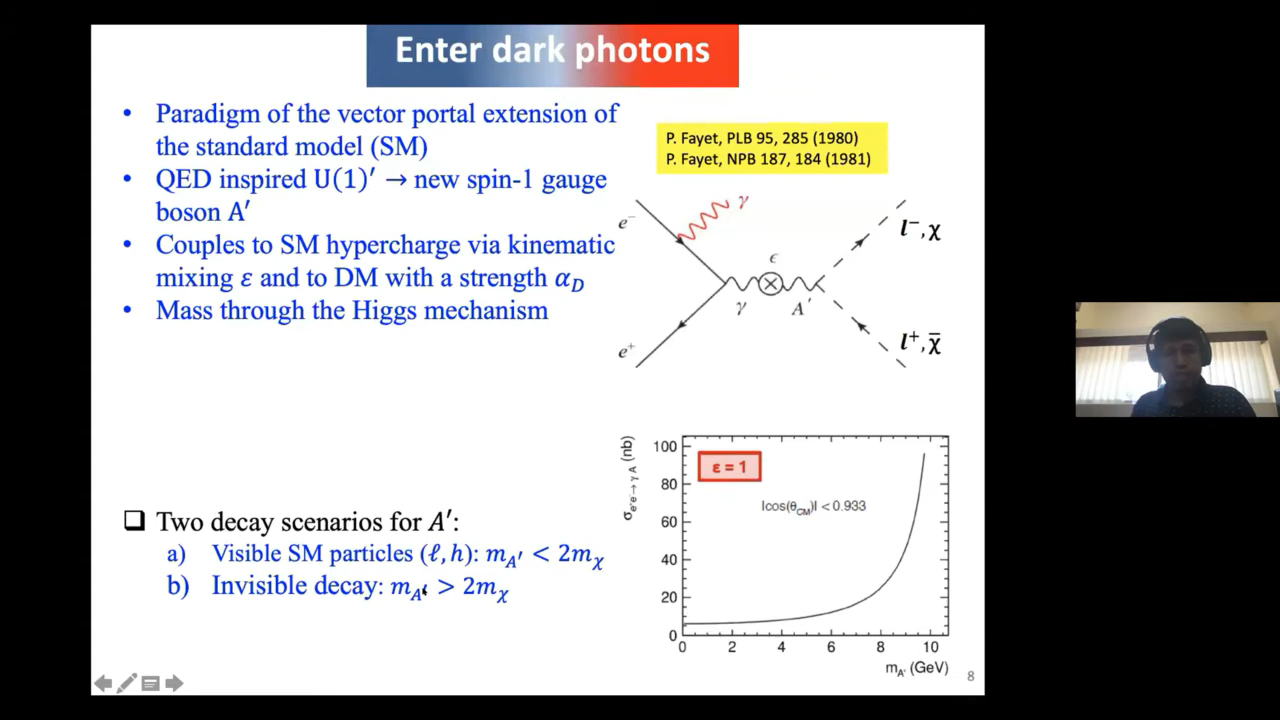 Enter dark photons
• Paradigm of the vector portal extension of
the standard model (SM)
• QED inspired U(1)′ → new spin-1 gauge
boson A′
• Couples to SM hypercharge via kinematic
mixing ε and to DM with a strength α_D
• Mass through the Higgs mechanism
P. Fayet, PLB 95, 285 (1980)
P. Fayet, NPB 187, 184 (1981)
e⁻
γ
l⁻, χ
ϵ
γ
A′
e⁺
l⁺, χ̄
❑ Two decay scenarios for A′:
a) Visible SM particles (ℓ, h): m_A′ < 2m_χ
b) Invisible decay: m_A′ > 2m_χ
σ e⁺e⁻ → γ A′ (nb)
100
80
60
40
20
0
ε = 1
|cos(θ_CM)| < 0.933
0 2 4 6 8 10
m_A′ (GeV)
8